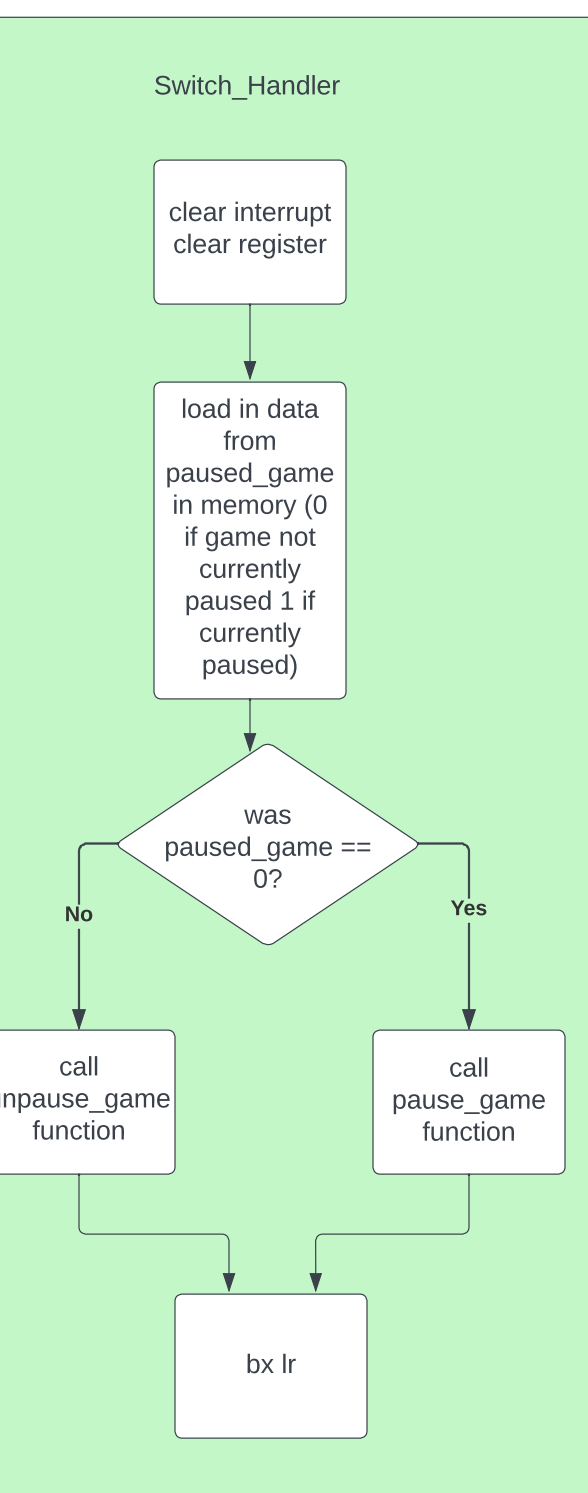 Switch_Handler
clear interrupt
clear register
load in data
from
paused_game
in memory (0
if game not
currently
paused 1 if
currently
paused)
was
paused_game ==
0?
No
Yes
call
unpause_game
function
call
pause_game
function
bx lr